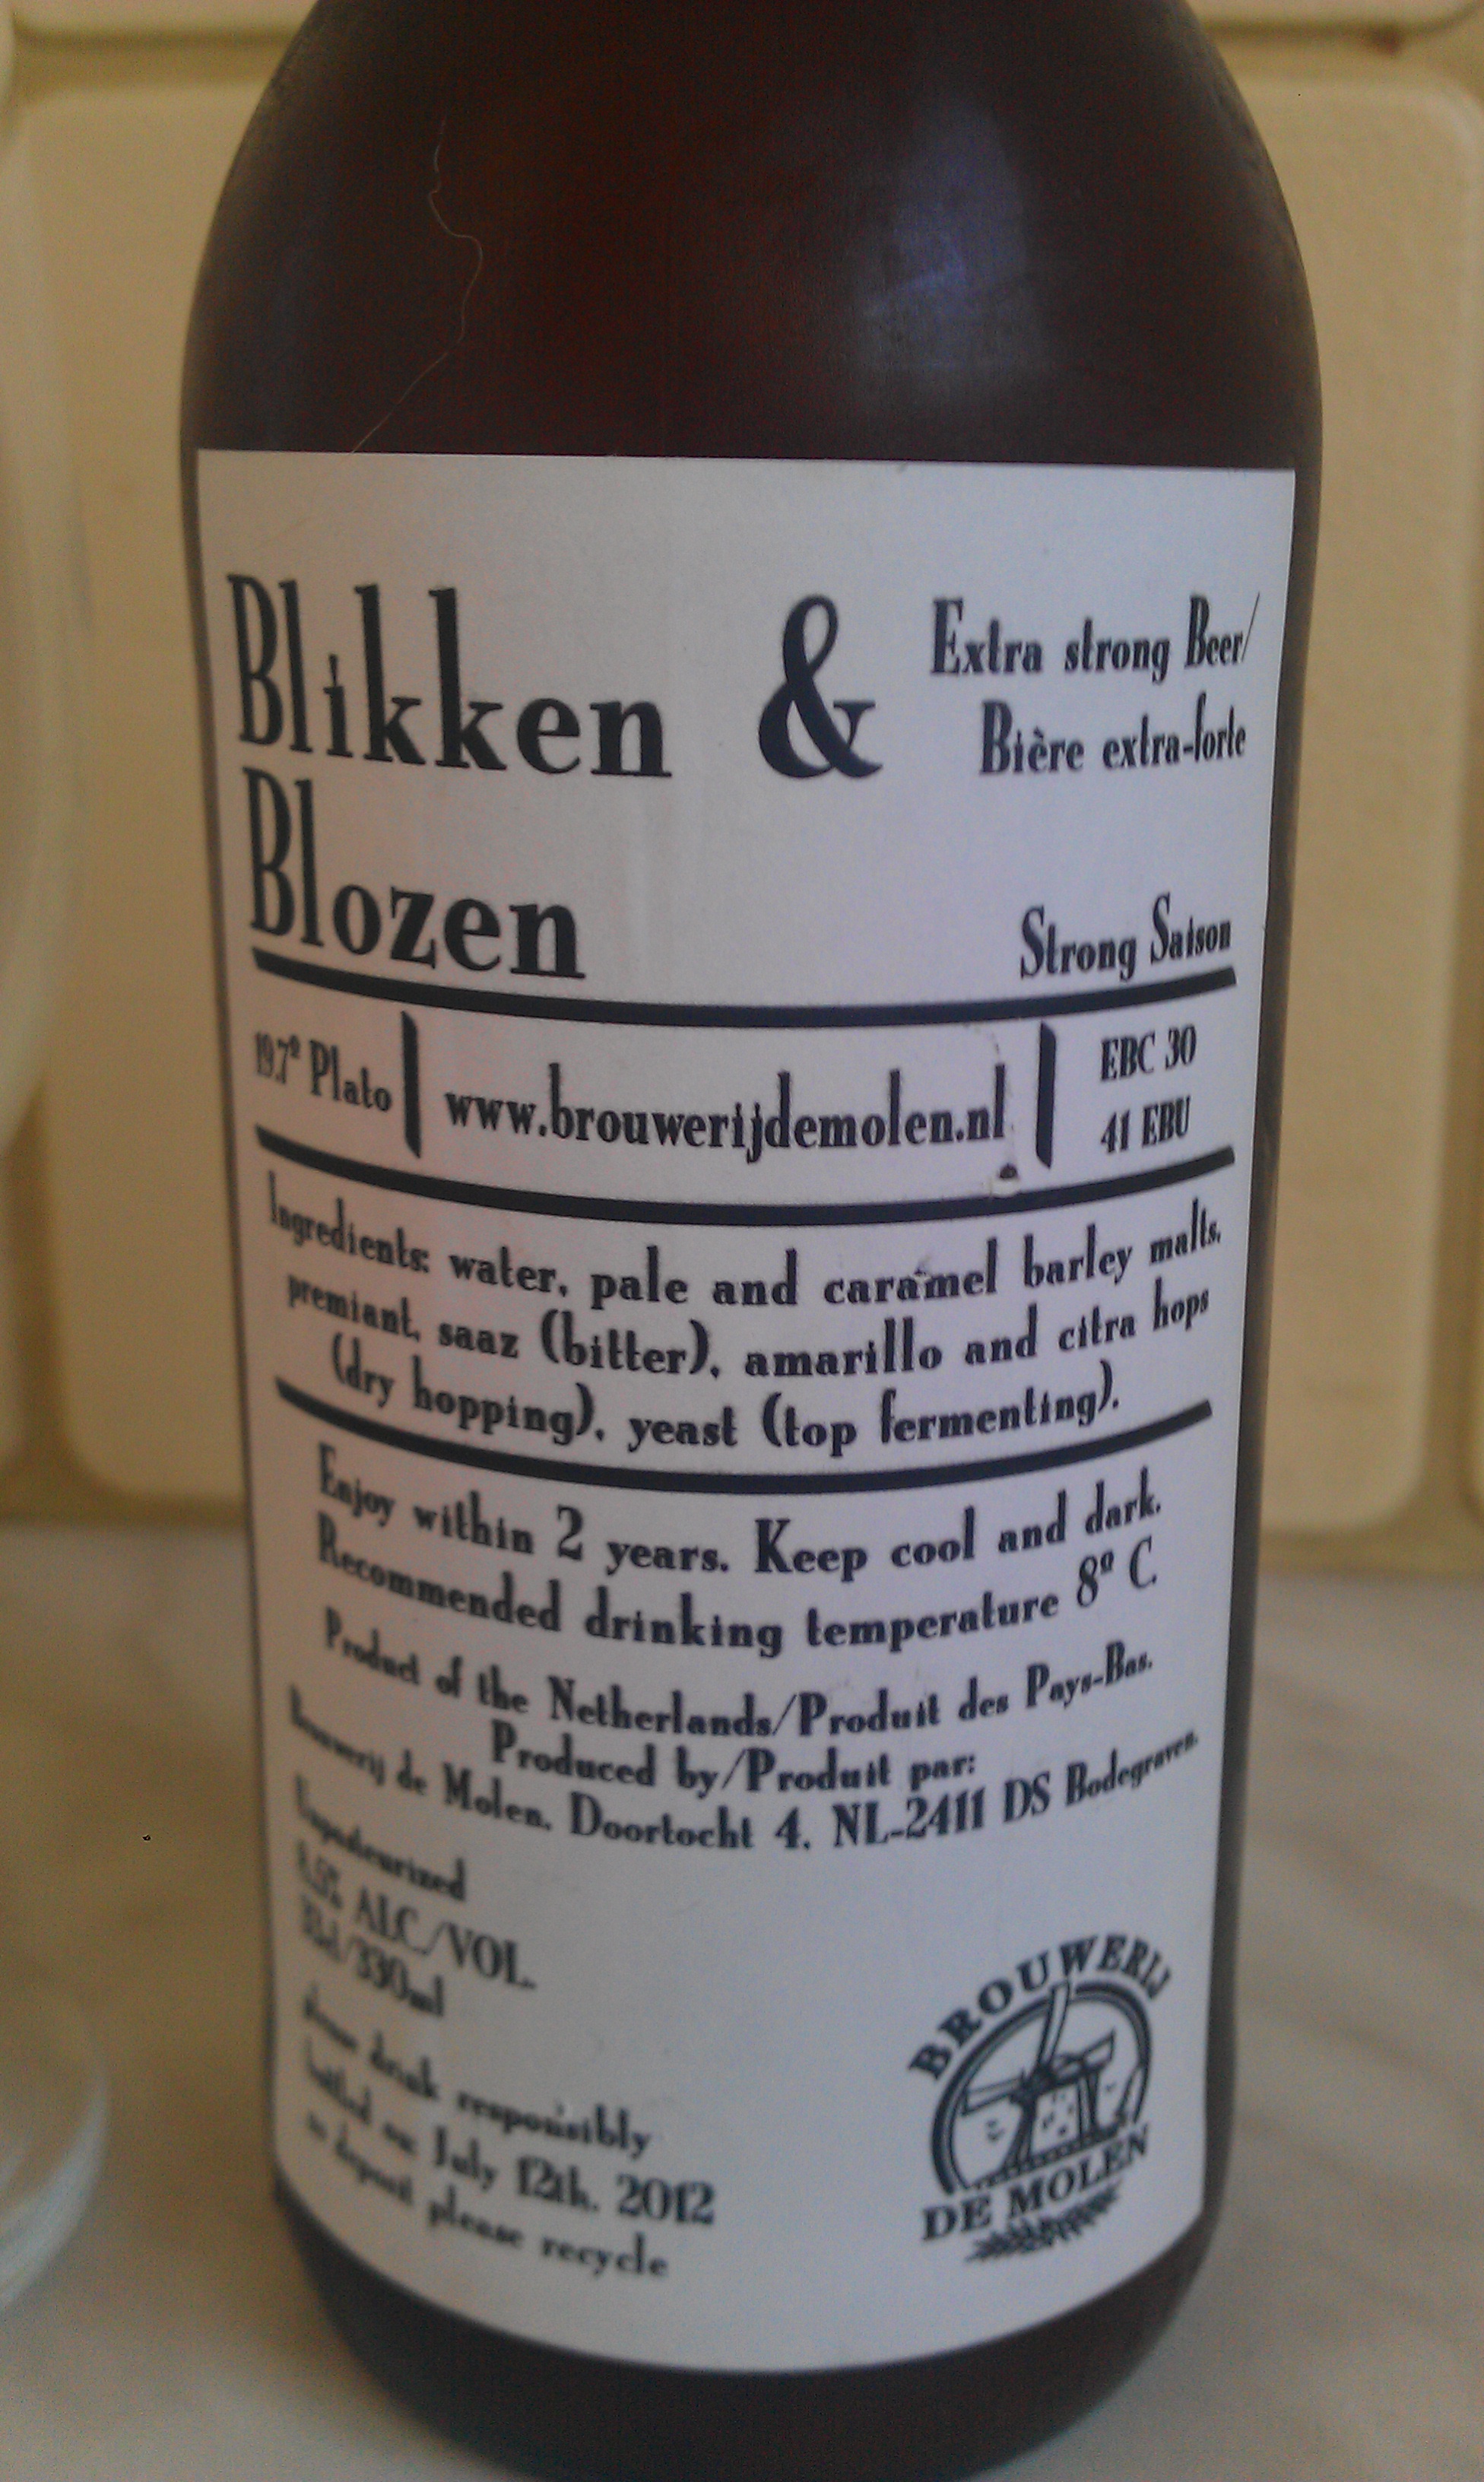 Blikken &
Blozen
Extra strong Beer/
Bière extra-forte
Strong Saison
19.7º Plato
www.brouwerijdemolen.nl
EBC 30
41 EBU
Ingredients: water, pale and caramel barley malts,
premiant, saaz (bitter), amarillo and citra hops
(dry hopping), yeast (top fermenting).
Enjoy within 2 years. Keep cool and dark.
Recommended drinking temperature 8º C.
Product of the Netherlands/Produit des Pays-Bas.
Produced by/Produit par:
Brouwerij de Molen, Doortocht 4, NL-2411 DS Bodegraven.
Unpasteurized
ALC/VOL.
33cl/330ml
please drink responsibly
bottled on: July 12th, 2012
no deposit please recycle
BROUWERIJ
DE MOLEN